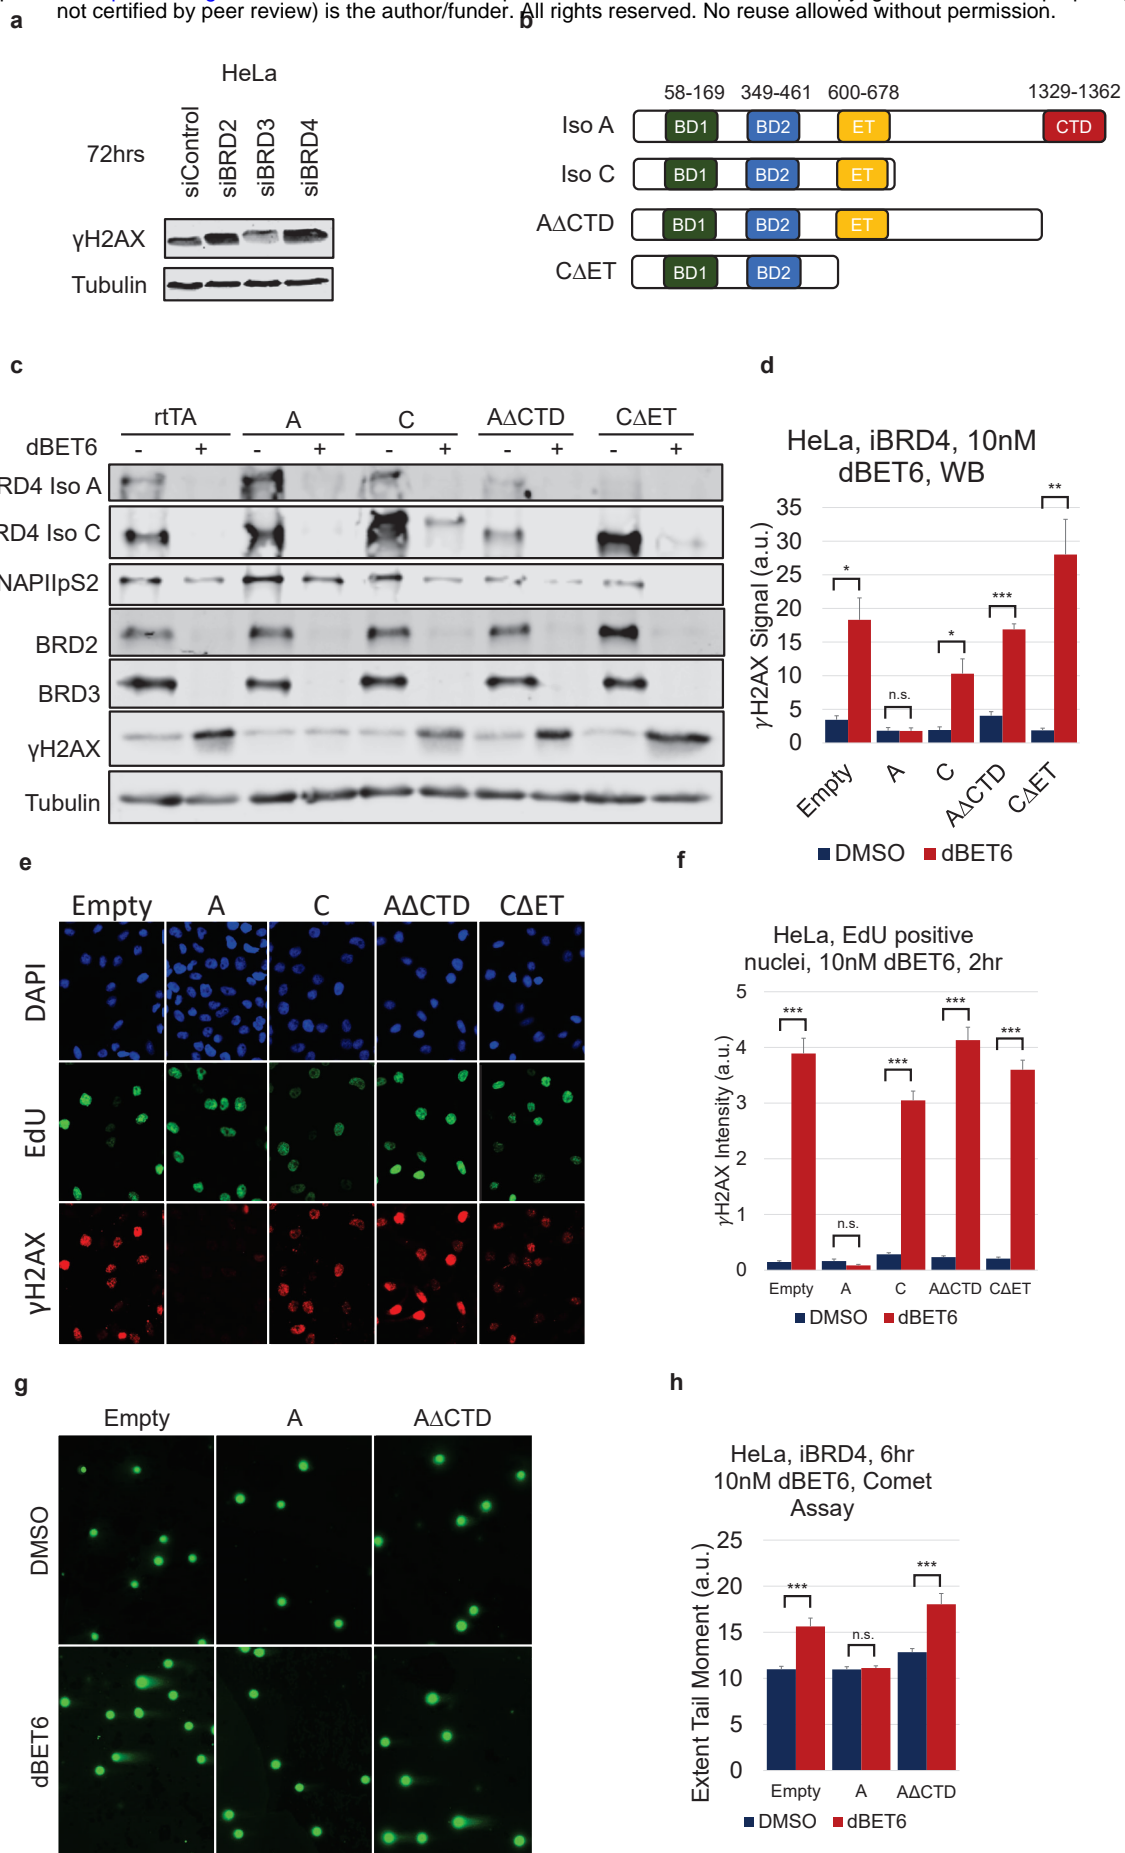 not certified by peer review) is the author/funder. All rights reserved. No reuse allowed without permission.
a
HeLa
72hrs
siControl
siBRD2
siBRD3
siBRD4
γH2AX
Tubulin
b
58-169 349-461 600-678 1329-1362
Iso A BD1 BD2 ET CTD
Iso C BD1 BD2 ET
AΔCTD BD1 BD2 ET
CΔET BD1 BD2
c
rtTA A C AΔCTD CΔET
dBET6 - + - + - + - + - +
RD4 Iso A
RD4 Iso C
NAPIIpS2
BRD2
BRD3
γH2AX
Tubulin
d
HeLa, iBRD4, 10nM
dBET6, WB
γH2AX Signal (a.u.)
35
30
25
20
15
10
5
0
*
n.s.
*
***
**
Empty A C AΔCTD CΔET
DMSO dBET6
e
Empty A C AΔCTD CΔET
DAPI
EdU
γH2AX
f
HeLa, EdU positive
nuclei, 10nM dBET6, 2hr
γH2AX Intensity (a.u.)
5
4
3
2
1
0
***
n.s.
***
***
***
Empty A C AΔCTD CΔET
DMSO dBET6
g
Empty A AΔCTD
DMSO
dBET6
h
HeLa, iBRD4, 6hr
10nM dBET6, Comet
Assay
Extent Tail Moment (a.u.)
25
20
15
10
5
0
***
n.s.
***
Empty A AΔCTD
DMSO dBET6